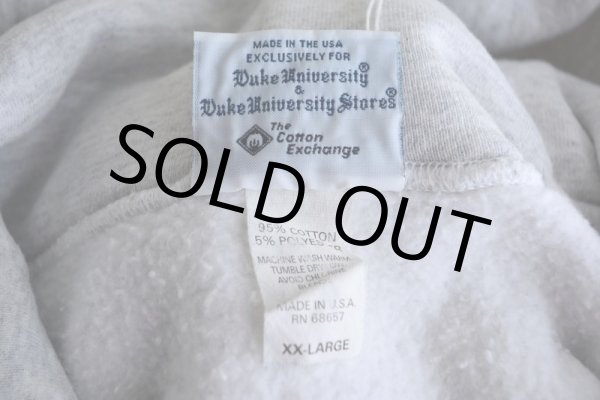 MADE IN THE USA
EXCLUSIVELY FOR
Duke University®
&
Duke University Stores®
The
Cotton
Exchange
SOLD OUT
95% COTTON
5%
MACHINE WASH WARM
TUMBLE DRY
AVOID
MADE IN U.S.A.
RN 68657
XX-LARGE